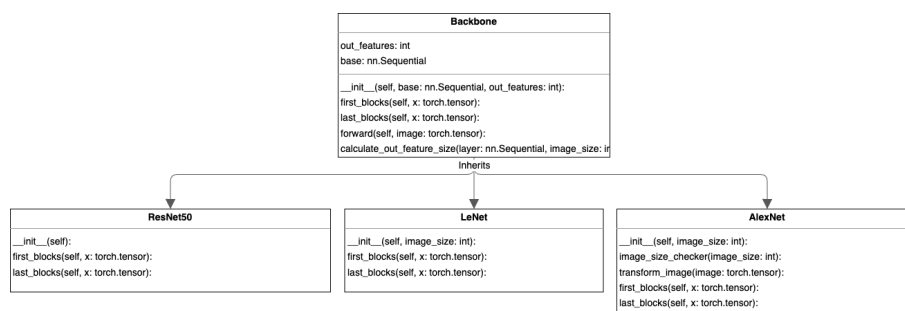 Backbone
out_features: int
base: nn.Sequential
__init__(self, base: nn.Sequential, out_features: int):
first_blocks(self, x: torch.tensor):
last_blocks(self, x: torch.tensor):
forward(self, image: torch.tensor):
calculate_out_feature_size(layer: nn.Sequential, image_size: in
Inherits
ResNet50
__init__(self):
first_blocks(self, x: torch.tensor):
last_blocks(self, x: torch.tensor):
LeNet
__init__(self, image_size: int):
first_blocks(self, x: torch.tensor):
last_blocks(self, x: torch.tensor):
AlexNet
__init__(self, image_size: int):
image_size_checker(image_size: int):
transform_image(image: torch.tensor):
first_blocks(self, x: torch.tensor):
last_blocks(self, x: torch.tensor):